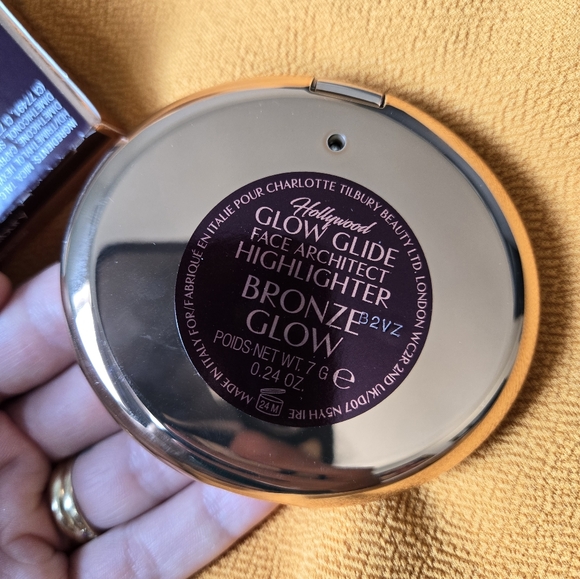 MADE IN ITALY FOR/FABRIQUÉ EN ITALIE POUR CHARLOTTE TILBURY BEAUTY LTD. LONDON WC2R 2ND UK/D07 N5YH IRE
Hollywood
GLOW GLIDE
FACE ARCHITECT
HIGHLIGHTER
BRONZE
GLOW
B2VZ
POIDS·NET WT. 7 G e
0.24 OZ.
24 M